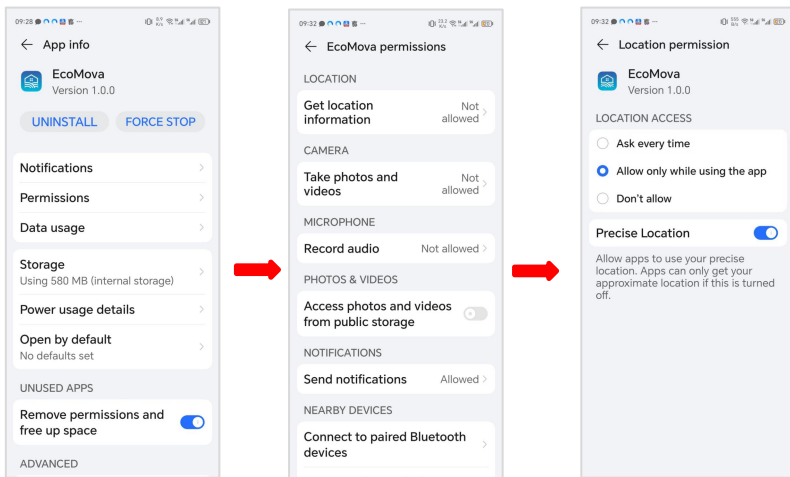 09:28
8.9 K/s
App info
EcoMova
Version 1.0.0
UNINSTALL
FORCE STOP
Notifications
Permissions
Data usage
Storage
Using 580 MB (internal storage)
Power usage details
Open by default
No defaults set
UNUSED APPS
Remove permissions and
free up space
ADVANCED
09:32
23.2 K/s
EcoMova permissions
LOCATION
Get location
information
Not
allowed
CAMERA
Take photos and
videos
Not
allowed
MICROPHONE
Record audio
Not allowed
PHOTOS & VIDEOS
Access photos and videos
from public storage
NOTIFICATIONS
Send notifications
Allowed
NEARBY DEVICES
Connect to paired Bluetooth
devices
09:32
Location permission
EcoMova
Version 1.0.0
LOCATION ACCESS
Ask every time
Allow only while using the app
Don't allow
Precise Location
Allow apps to use your precise
location. Apps can only get your
approximate location if this is turned
off.